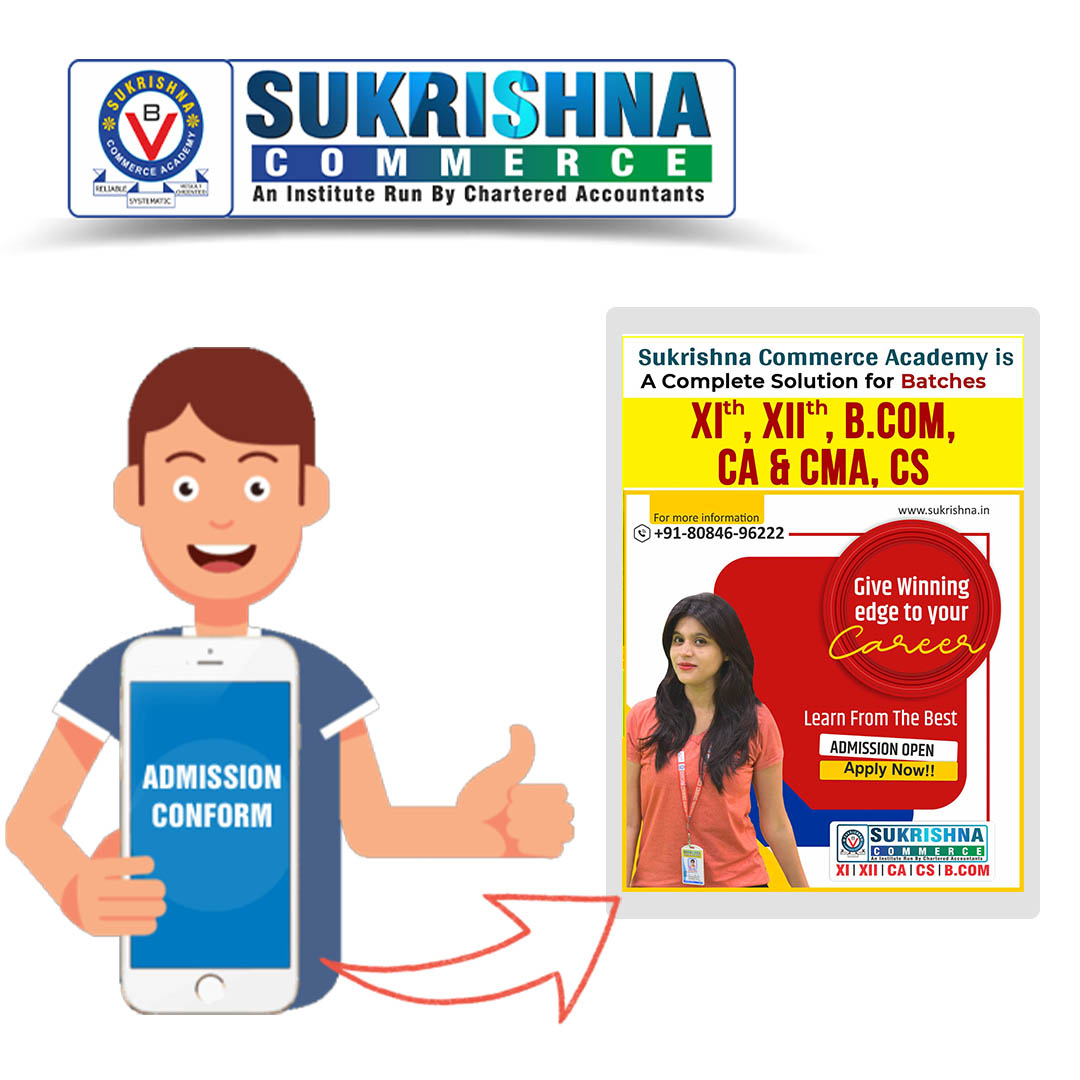 SUKRISHNA
COMMERCE ACADEMY
B
V
RELIABLE
SYSTEMATIC
SUKRISHNA
COMMERCE
An Institute Run By Chartered Accountants
Sukrishna Commerce Academy is
A Complete Solution for Batches
XIth, XIIth, B.COM,
CA & CMA, CS
For more information
www.sukrishna.in
+91-80846-96222
Give Winning
edge to your
Career
Learn From The Best
ADMISSION OPEN
Apply Now!!
SUKRISHNA
COMMERCE
An Institute Run By Chartered Accountants
XI | XII | CA | CS | B.COM
ADMISSION
CONFORM